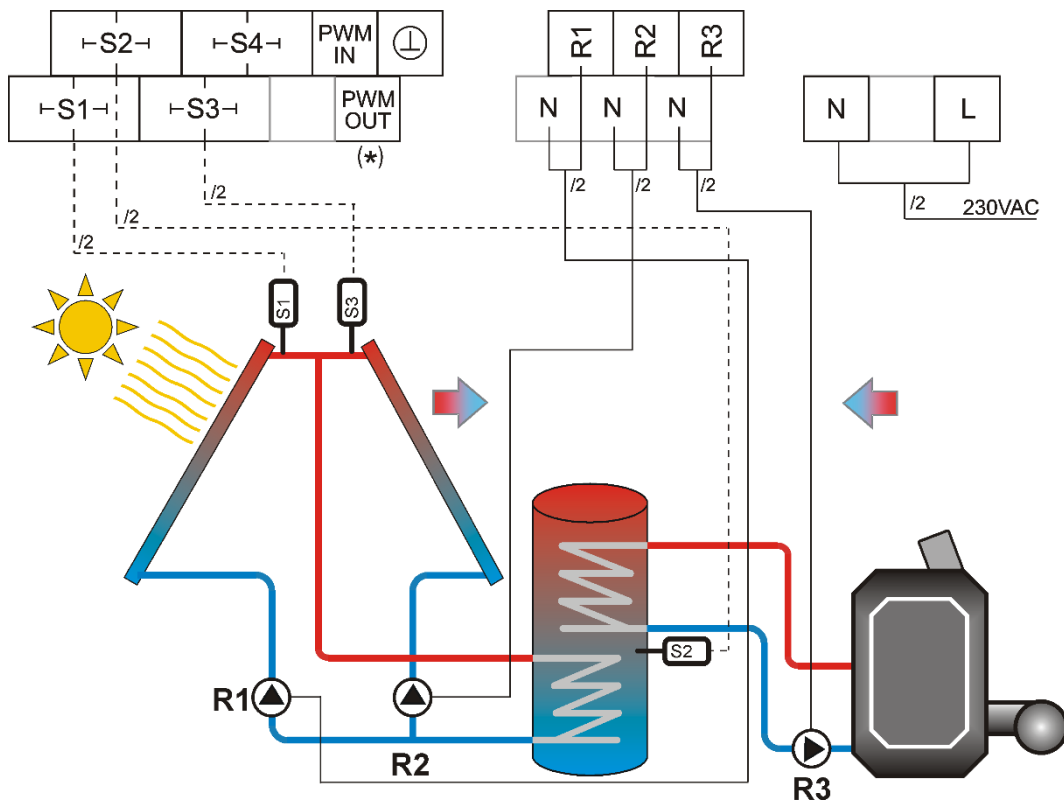 S2 S4 PWM IN R1 R2 R3
S1 S3 PWM OUT N N N N L
(*)
/2 /2 /2 /2 /2 /2 230VAC
/2
S1 S3
S2
R1
R2
R3